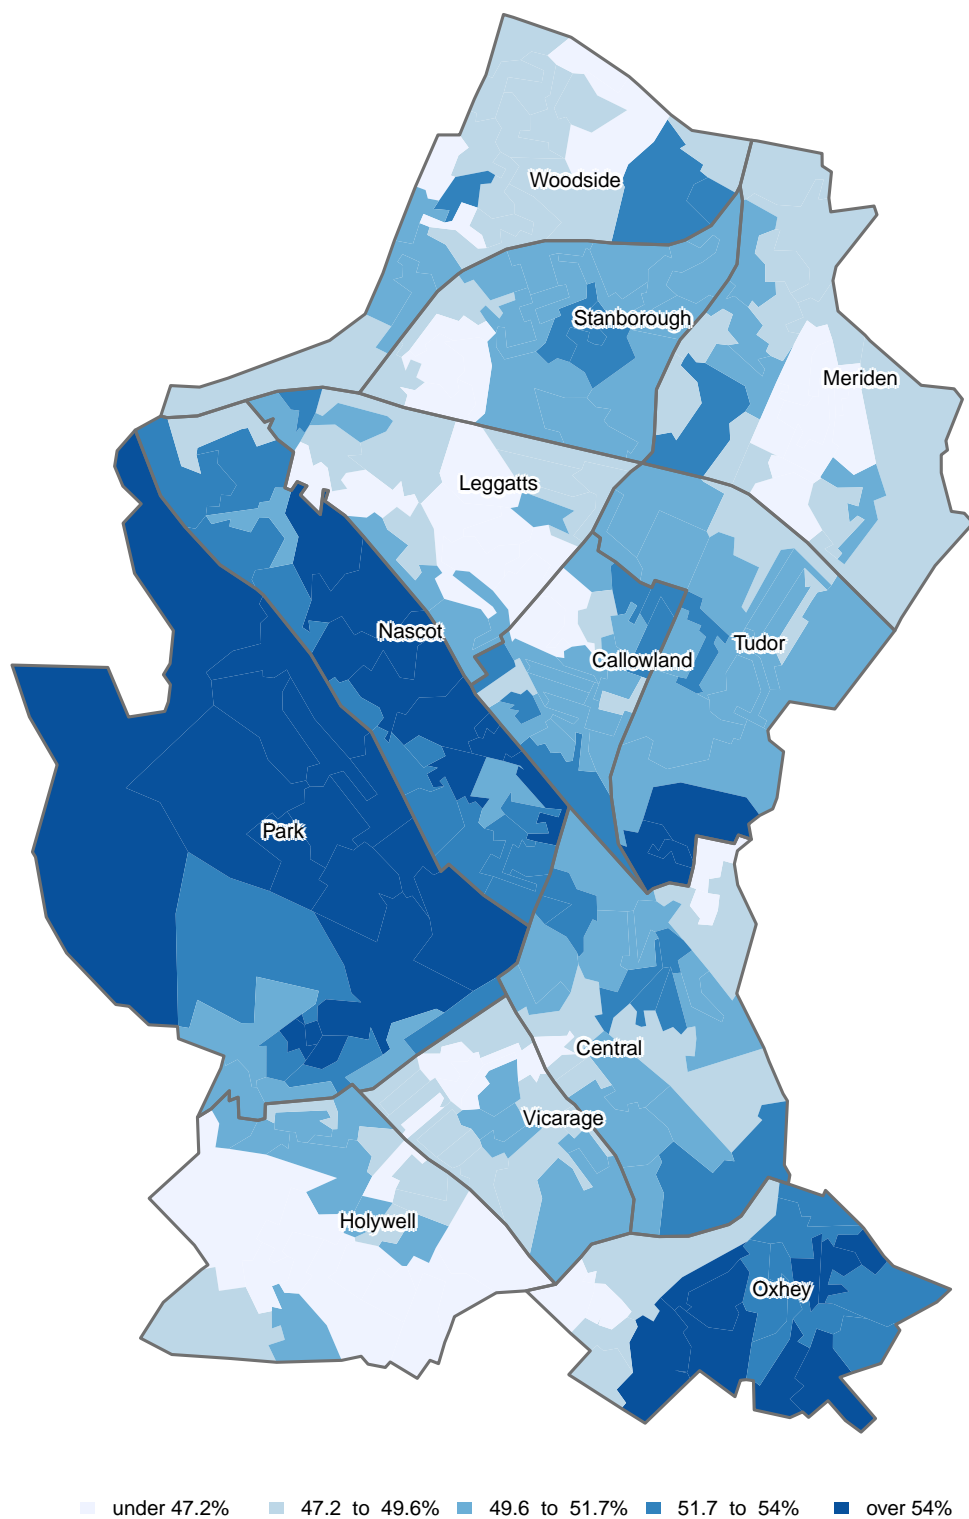 Woodside
Stanborough
Meriden
Leggatts
Nascot
Callowland
Tudor
Park
Central
Vicarage
Holywell
Oxhey
under 47.2% 47.2 to 49.6% 49.6 to 51.7% 51.7 to 54% over 54%